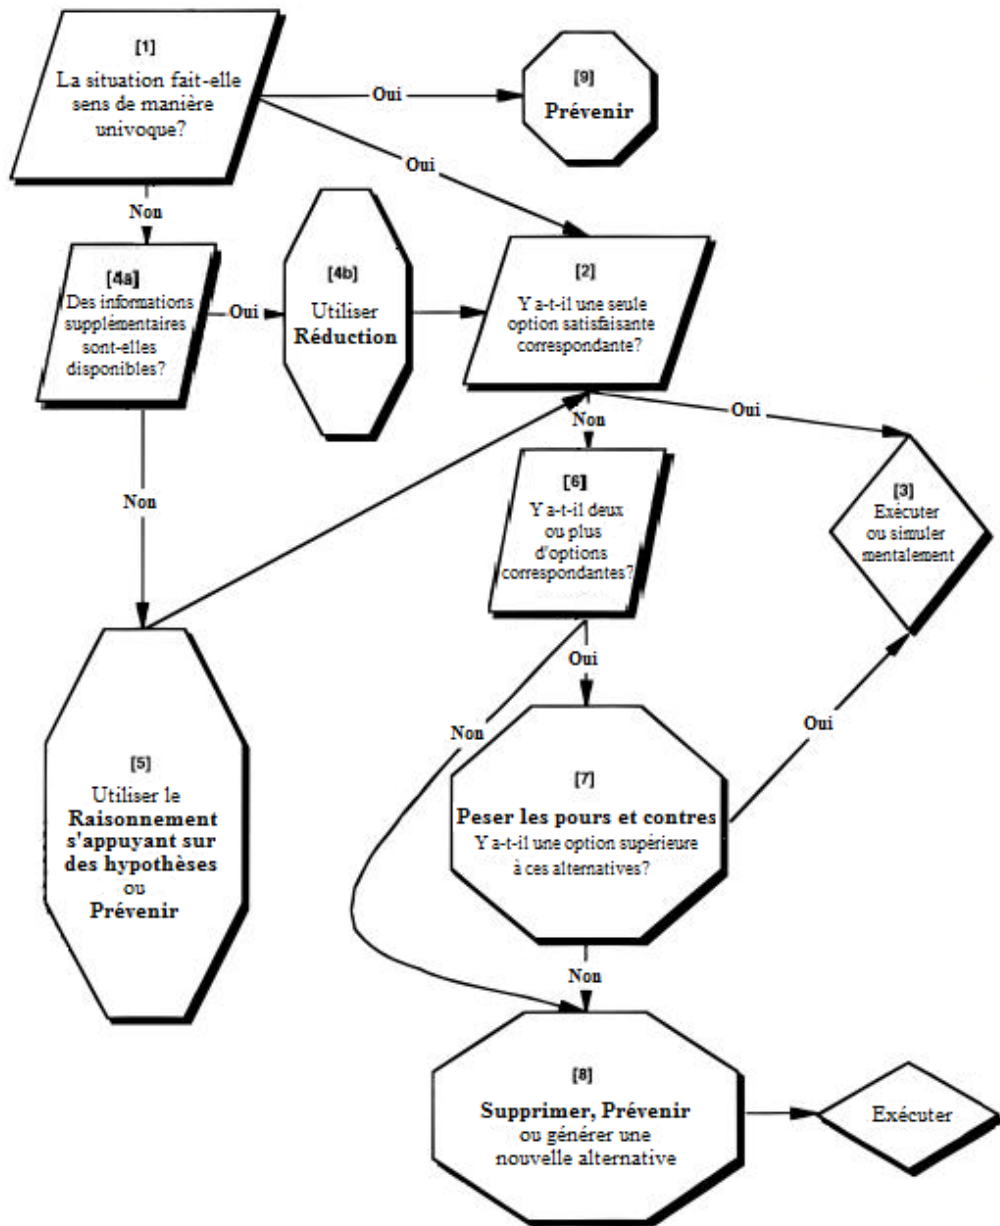 [1]
La situation fait-elle
sens de manière
univoque?
Oui
[9]
Prévenir
Oui
Non
[4a]
Des informations
supplémentaires
sont-elles
disponibles?
Oui
[4b]
Utiliser
Réduction
[2]
Y a-t-il une seule
option satisfaisante
correspondante?
Non
Oui
[3]
Exécuter
ou simuler
mentalement
[6]
Y a-t-il deux
ou plus
d'options
correspondantes?
Non
Oui
Non
Oui
[5]
Utiliser le
Raisonnement
s'appuyant sur
des hypothèses
ou
Prévenir
[7]
Peser les pours et contres
Y a-t-il une option supérieure
à ces alternatives?
Non
[8]
Supprimer, Prévenir
ou générer une
nouvelle alternative
Exécuter